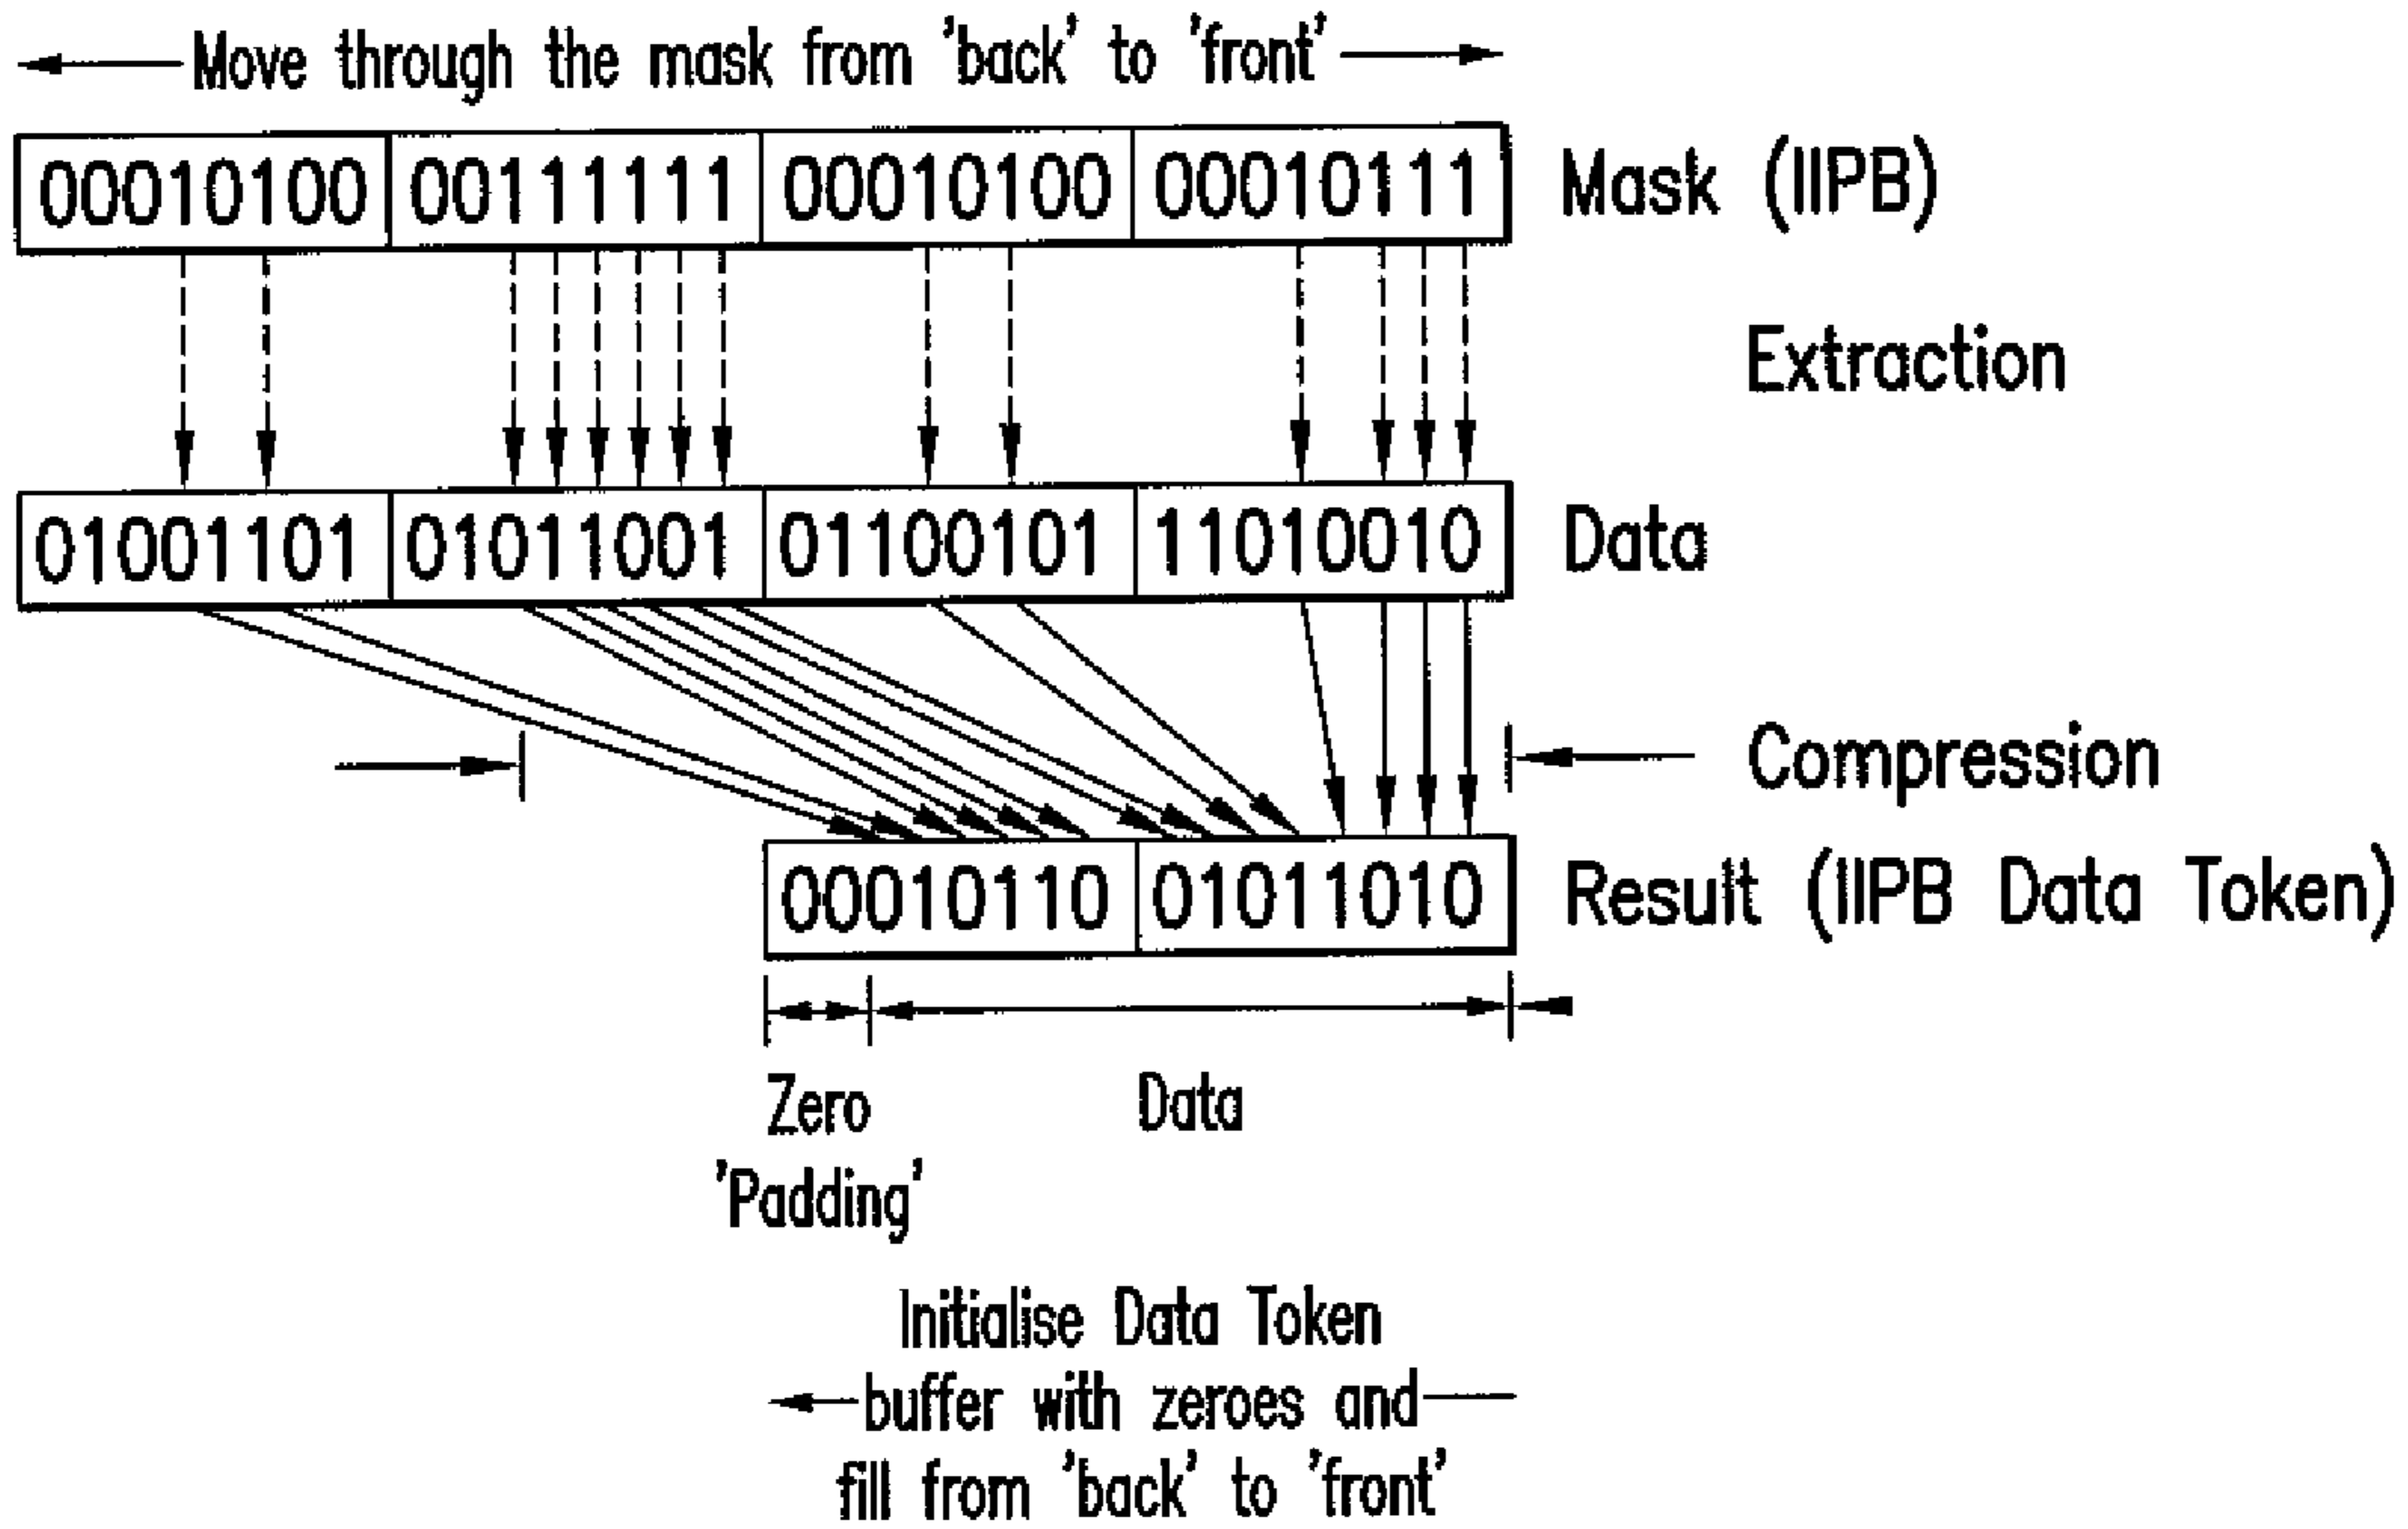 Move through the mask from 'back' to 'front'
00010100 00111111 00010100 00010111 Mask (IIPB)
Extraction
01001101 01011001 01100101 11010010 Data
Compression
00010110 01011010 Result (IIPB Data Token)
Zero Data
'Padding'
Initialise Data Token
buffer with zeroes and
fill from 'back' to 'front'